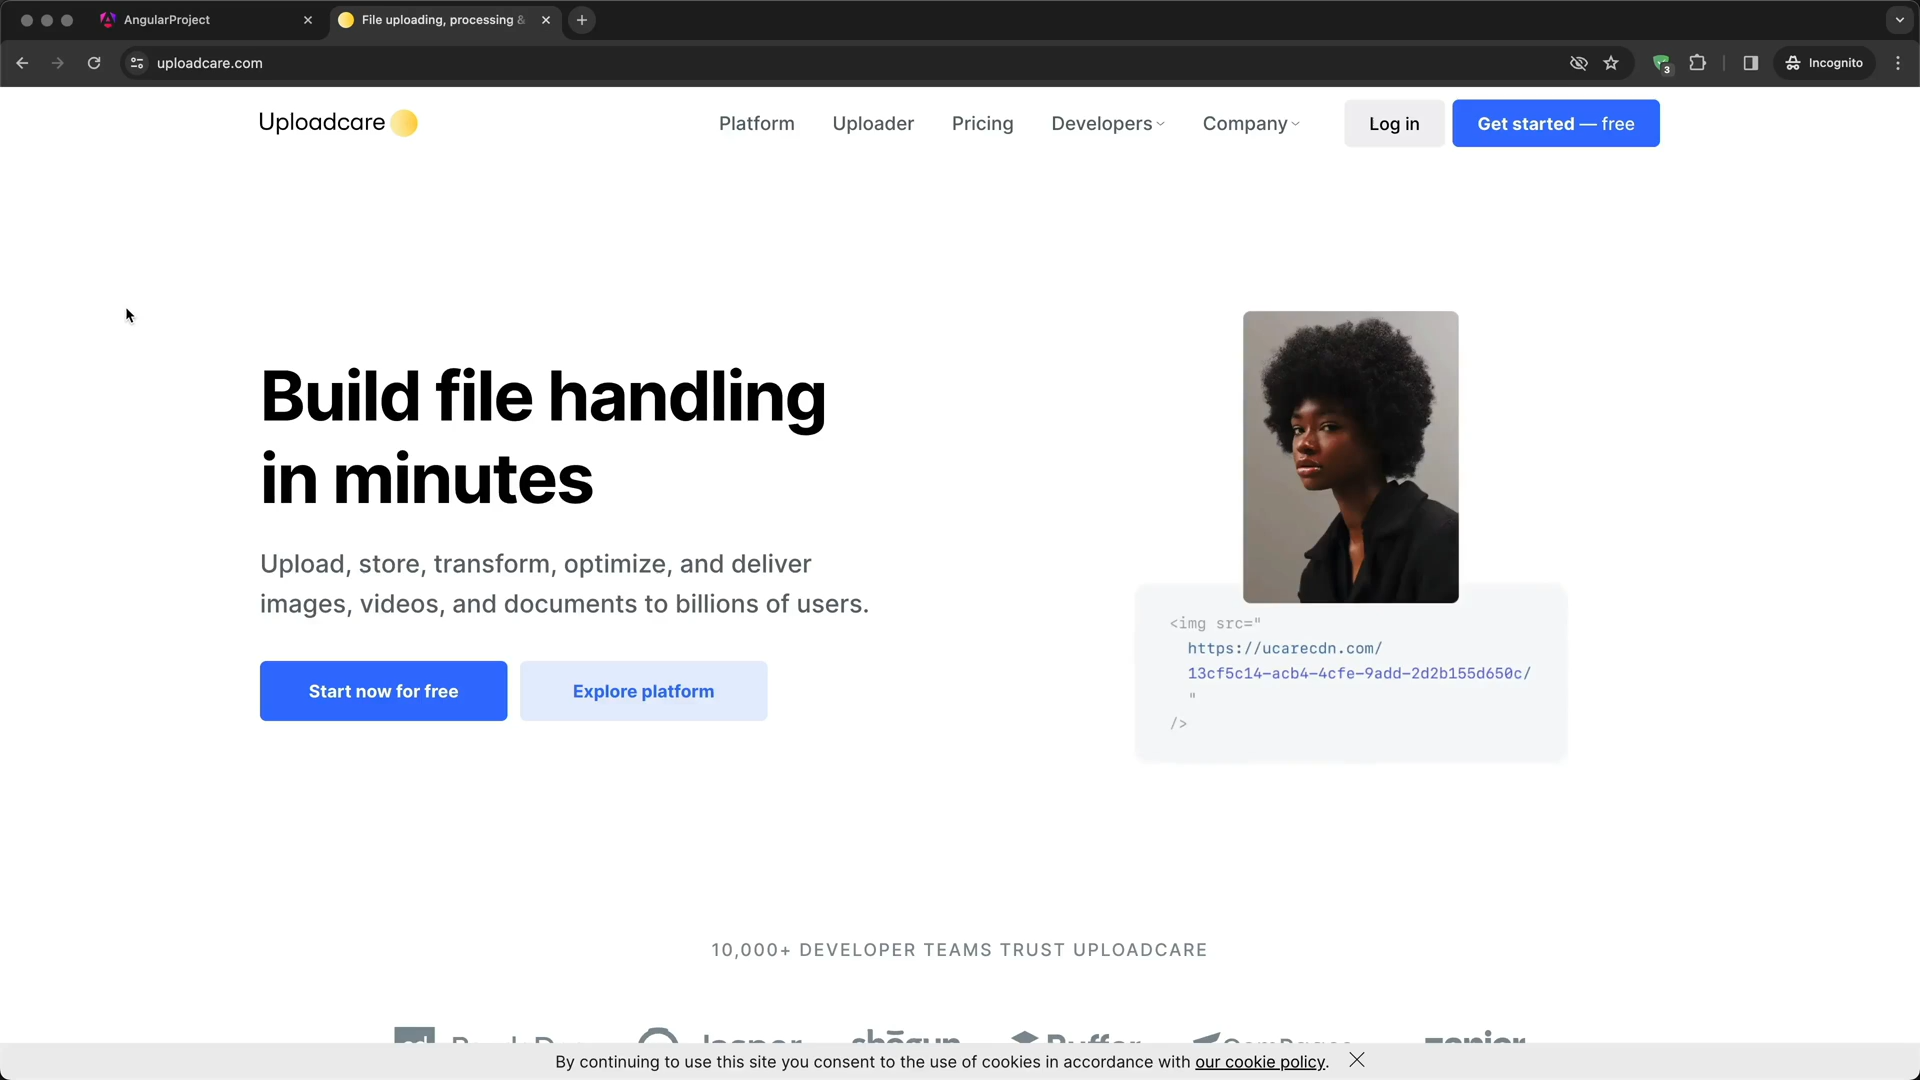 AngularProject
File uploading, processing &
uploadcare.com
3
Incognito
Uploadcare
Platform
Uploader
Pricing
Developers
Company
Log in
Get started — free
Build file handling
in minutes
Upload, store, transform, optimize, and deliver
images, videos, and documents to billions of users.
Start now for free
Explore platform
<img src="
https://ucarecdn.com/
13cf5c14-acb4-4cfe-9add-2d2b155d650c/
"
/>
10,000+ DEVELOPER TEAMS TRUST UPLOADCARE
shōgun
Buffer
By continuing to use this site you consent to the use of cookies in accordance with our cookie policy.